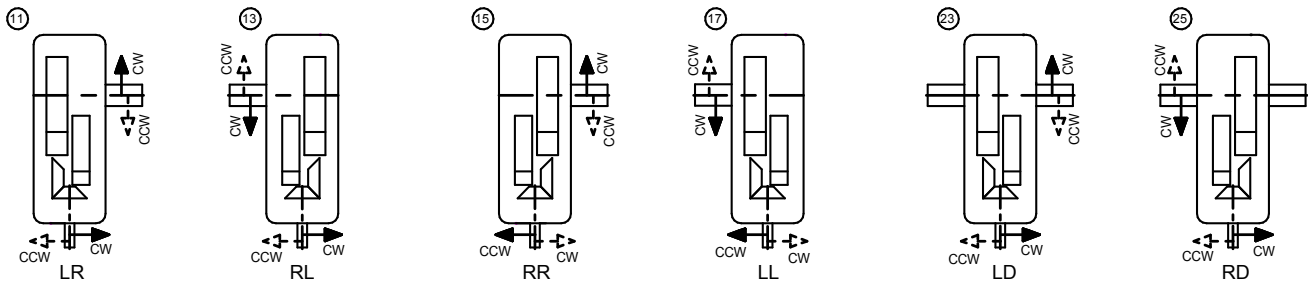 11 13 15 17 23 25
CW CCW CW CCW CW CCW
CCW CW CCW CW CCW CW
CCW CW CCW CW CCW CW CCW CW CCW CW CCW CW
LR RL RR LL LD RD